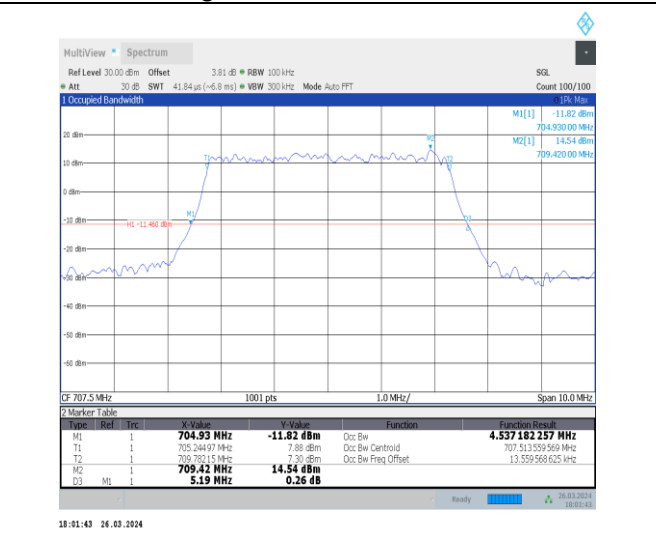 MultiView Spectrum
Ref Level 30.00 dBm Offset 3.81 dB RBW 100 kHz SGL
Att 30 dB SWT 41.84 µs (~6.8 ms) VBW 300 kHz Mode Auto FFT Count 100/100
1 Occupied Bandwidth 1Pk Max
M1[1] -11.82 dBm
704.930 00 MHz
M2[1] 14.54 dBm
709.420 00 MHz
20 dBm
M2
T1 T2
10 dBm
0 dBm
M1
-10 dBm
H1 -11.460 dBm
D3
-20 dBm
-30 dBm
-40 dBm
-50 dBm
-60 dBm
CF 707.5 MHz 1001 pts 1.0 MHz/ Span 10.0 MHz
2 Marker Table
Type Ref Trc X-Value Y-Value Function Function Result
M1 1 704.93 MHz -11.82 dBm Occ Bw 4.537 182 257 MHz
T1 1 705.24497 MHz 7.88 dBm Occ Bw Centroid 707.513 559 569 MHz
T2 1 709.78215 MHz 7.30 dBm Occ Bw Freq Offset 13.559 568 625 kHz
M2 1 709.42 MHz 14.54 dBm
D3 M1 1 5.19 MHz 0.26 dB
Ready 26.03.2024
18:01:43
18:01:43 26.03.2024